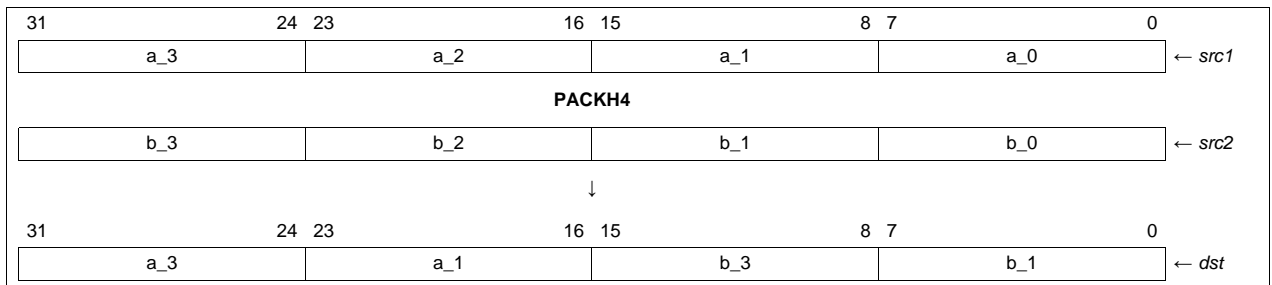 31 24 23 16 15 8 7 0
a_3 a_2 a_1 a_0 ← src1
PACKH4
b_3 b_2 b_1 b_0 ← src2
↓
31 24 23 16 15 8 7 0
a_3 a_1 b_3 b_1 ← dst